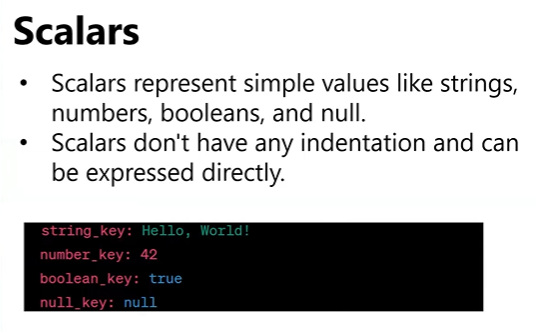 Scalars
• Scalars represent simple values like strings,
numbers, booleans, and null.
• Scalars don't have any indentation and can
be expressed directly.
string_key: Hello, World!
number_key: 42
boolean_key: true
null_key: null